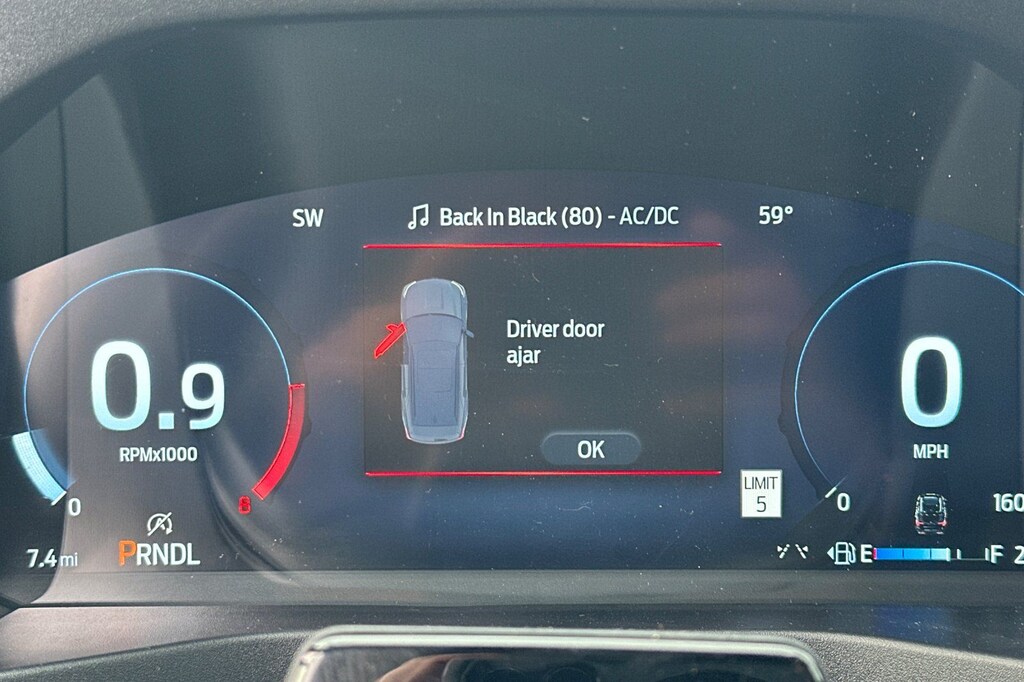 SW
Back In Black (80) - AC/DC
59°
Driver door
ajar
OK
0.9
RPMx1000
0
8
7.4 mi
PRNDL
0
MPH
LIMIT
5
0
160
E
F
2